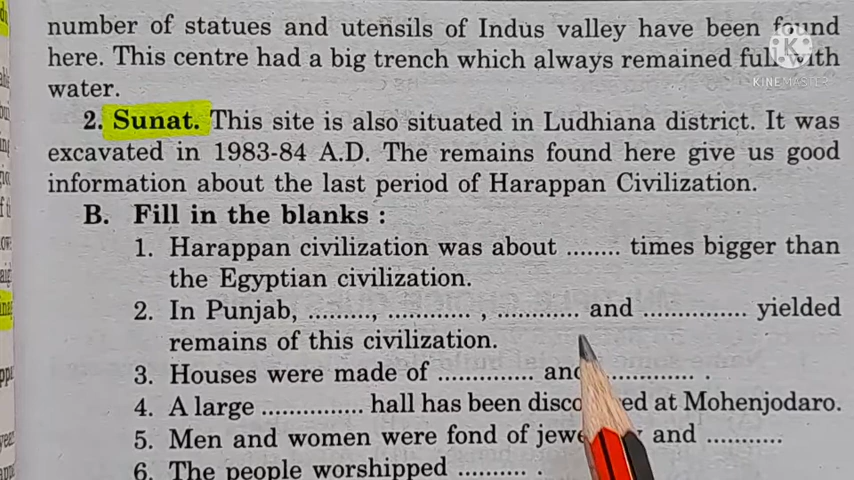 number of statues and utensils of Indus valley have been found
here. This centre had a big trench which always remained full with
water.
2. Sunat. This site is also situated in Ludhiana district. It was
excavated in 1983-84 A.D. The remains found here give us good
information about the last period of Harappan Civilization.
B. Fill in the blanks :
1. Harappan civilization was about ........ times bigger than
the Egyptian civilization.
2. In Punjab, ........., ............ , ............ and ............... yielded
remains of this civilization.
3. Houses were made of .............. and ............ .
4. A large ............... hall has been discovered at Mohenjodaro.
5. Men and women were fond of jewellery and ...........
6. The people worshipped .......... .
K
KINEMASTER